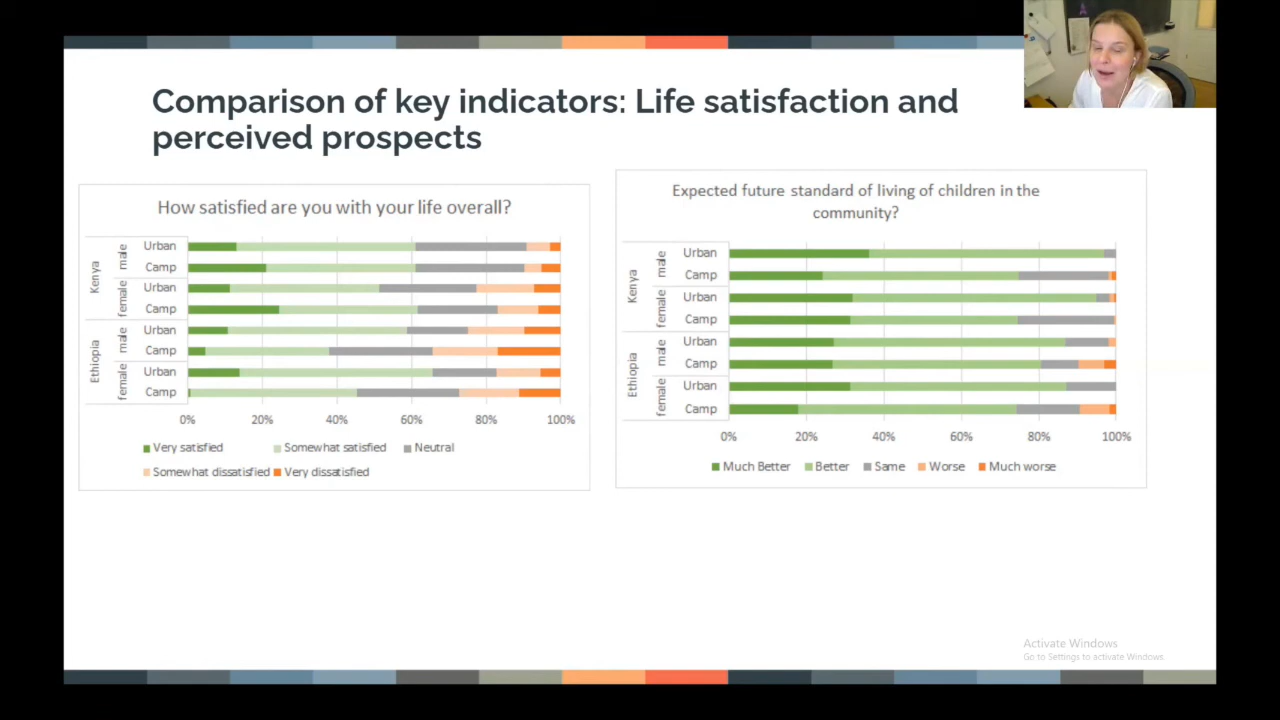 Comparison of key indicators: Life satisfaction and
perceived prospects
How satisfied are you with your life overall?
Kenya
male
Urban
Camp
female
Urban
Camp
Ethiopia
male
Urban
Camp
female
Urban
Camp
0% 20% 40% 60% 80% 100%
Very satisfied Somewhat satisfied Neutral
Somewhat dissatisfied Very dissatisfied
Expected future standard of living of children in the
community?
Kenya
male
Urban
Camp
female
Urban
Camp
Ethiopia
male
Urban
Camp
female
Urban
Camp
0% 20% 40% 60% 80% 100%
Much Better Better Same Worse Much worse
Activate Windows
Go to Settings to activate Windows.